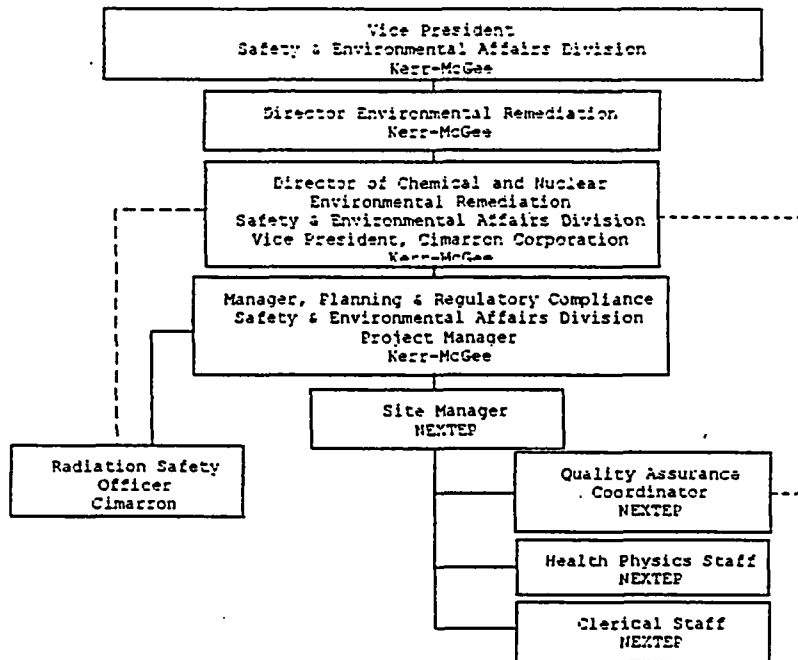 Vice President
Safety & Environmental Affairs Division
Kerr-McGee
Director Environmental Remediation
Kerr-McGee
Director of Chemical and Nuclear
Environmental Remediation
Safety & Environmental Affairs Division
Vice President, Cimarron Corporation
Kerr-McGee
Manager, Planning & Regulatory Compliance
Safety & Environmental Affairs Division
Project Manager
Kerr-McGee
Site Manager
NEXTEP
Radiation Safety
Officer
Cimarron
Quality Assurance
Coordinator
NEXTEP
Health Physics Staff
NEXTEP
Clerical Staff
NEXTEP